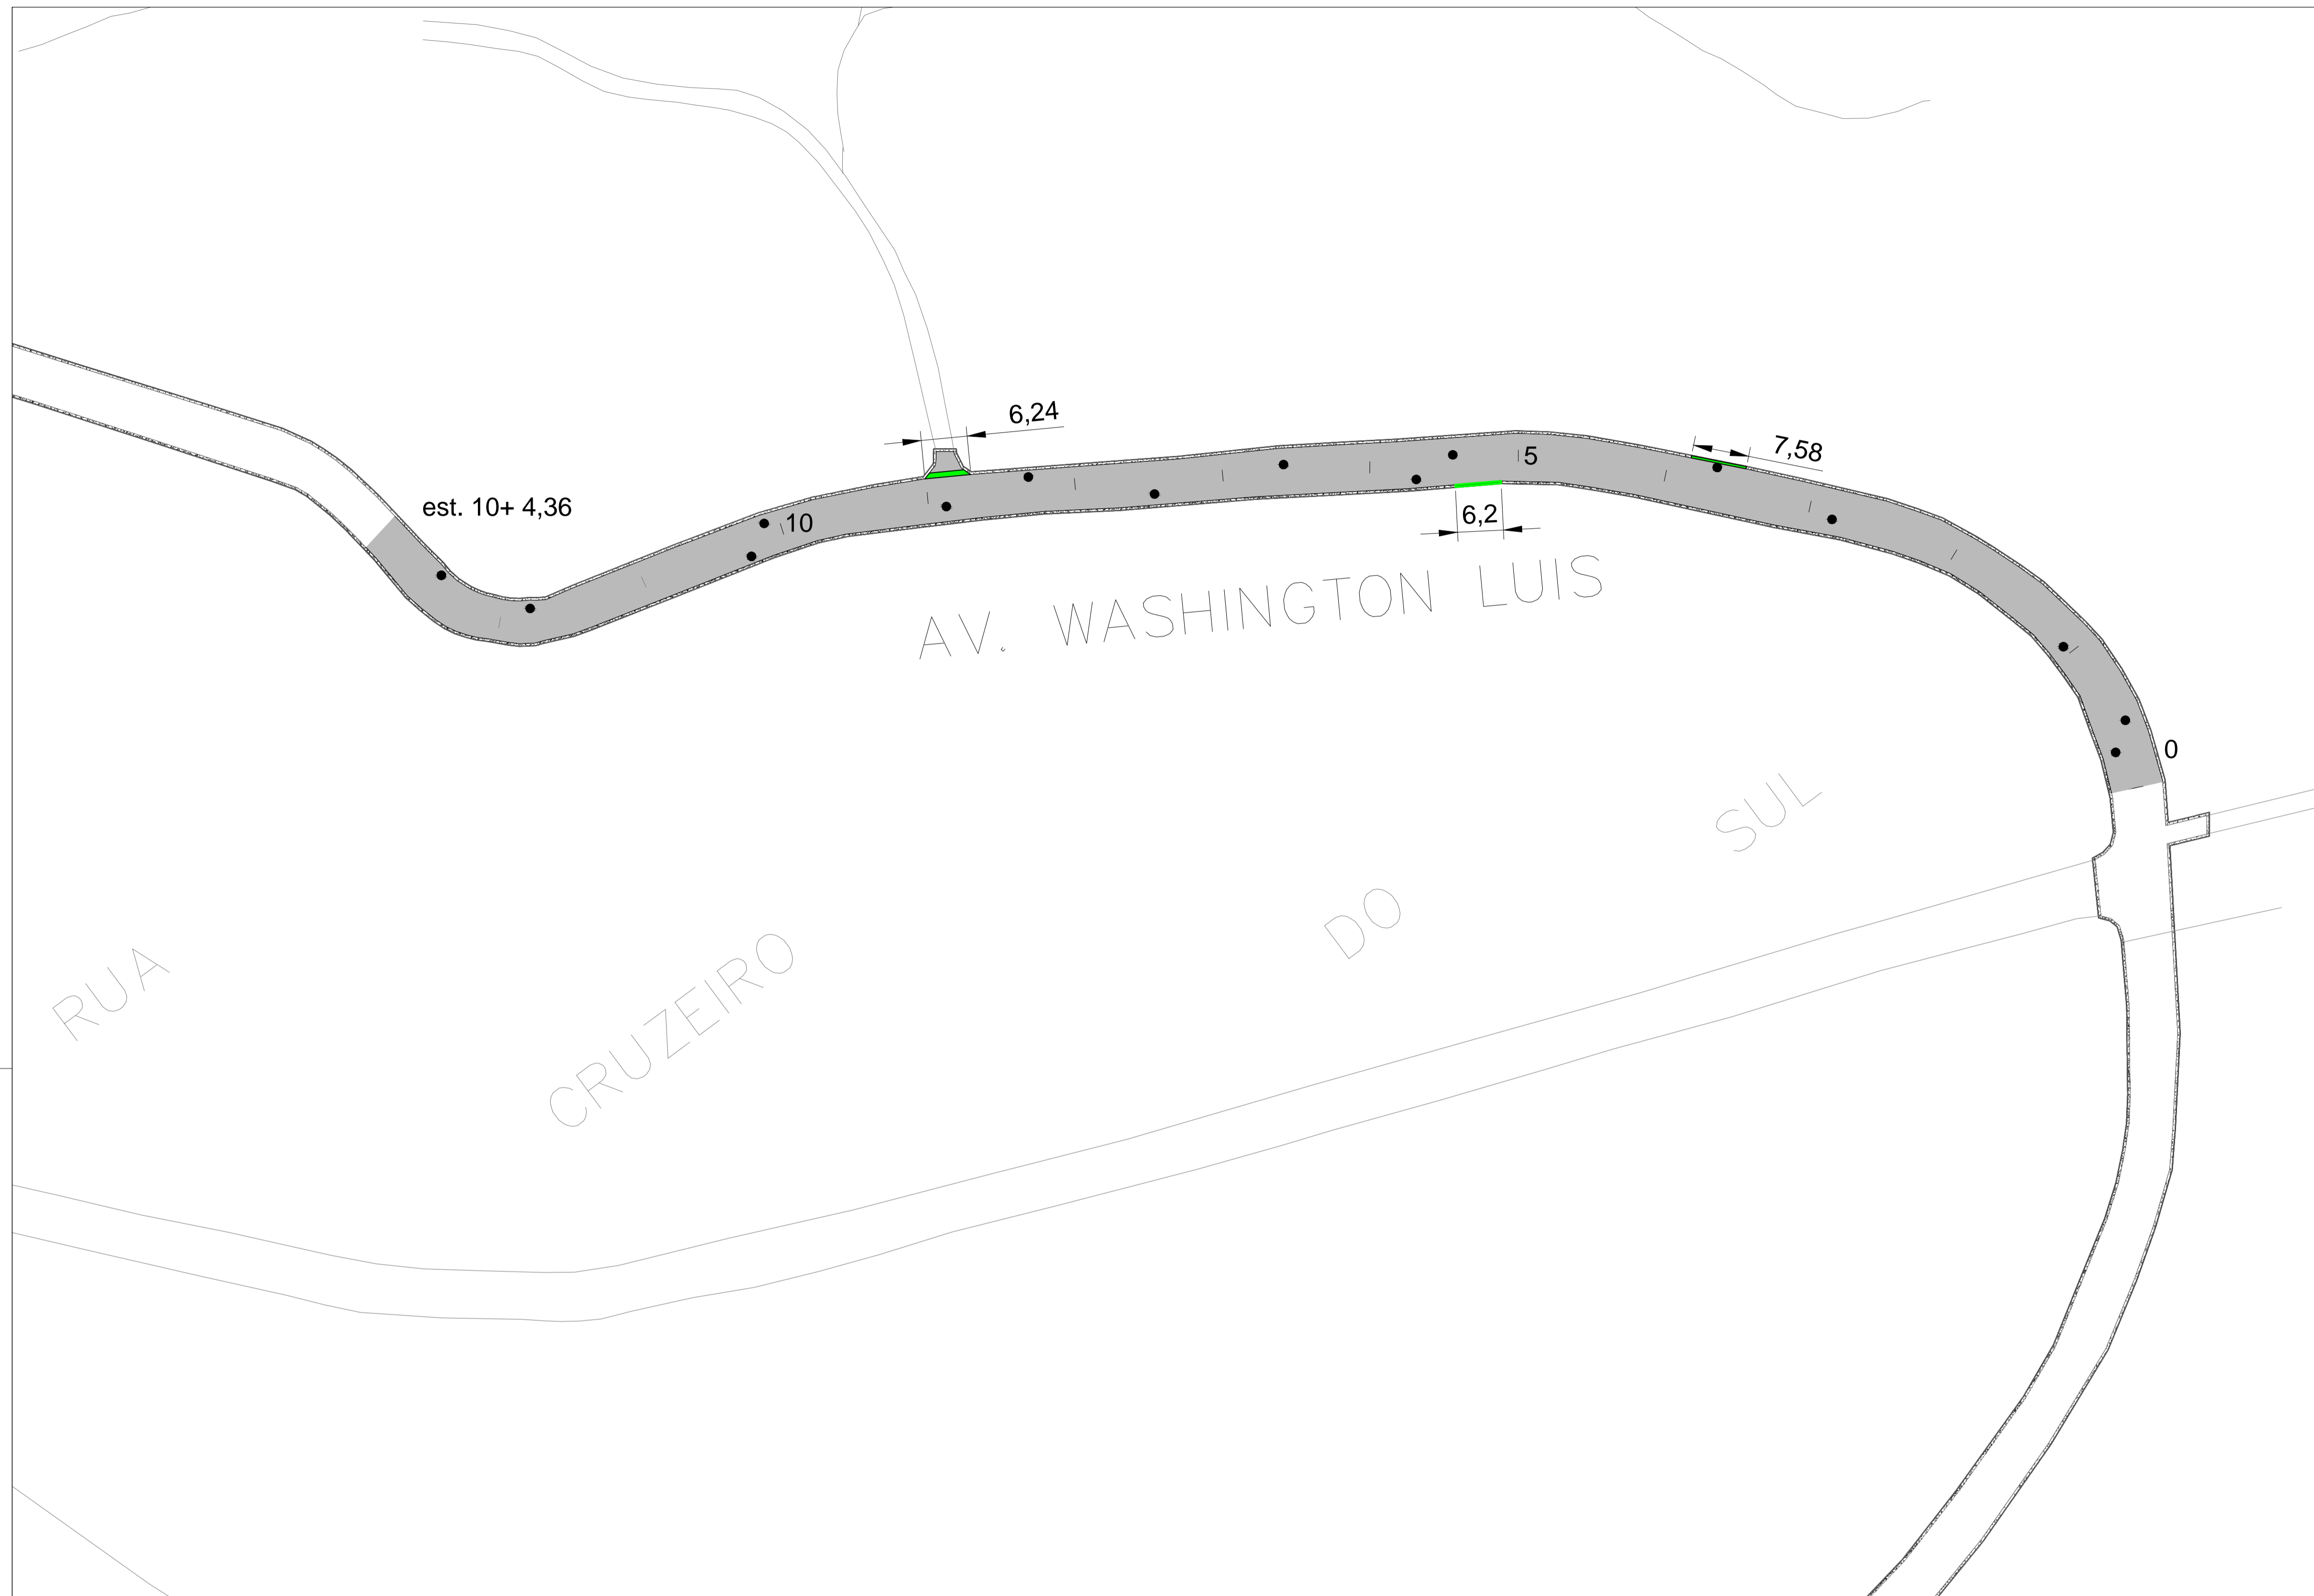 6,24
7,58
5
est. 10+ 4,36
10
6,2
AV. WASHINGTON LUIS
0
RUA CRUZEIRO DO SUL